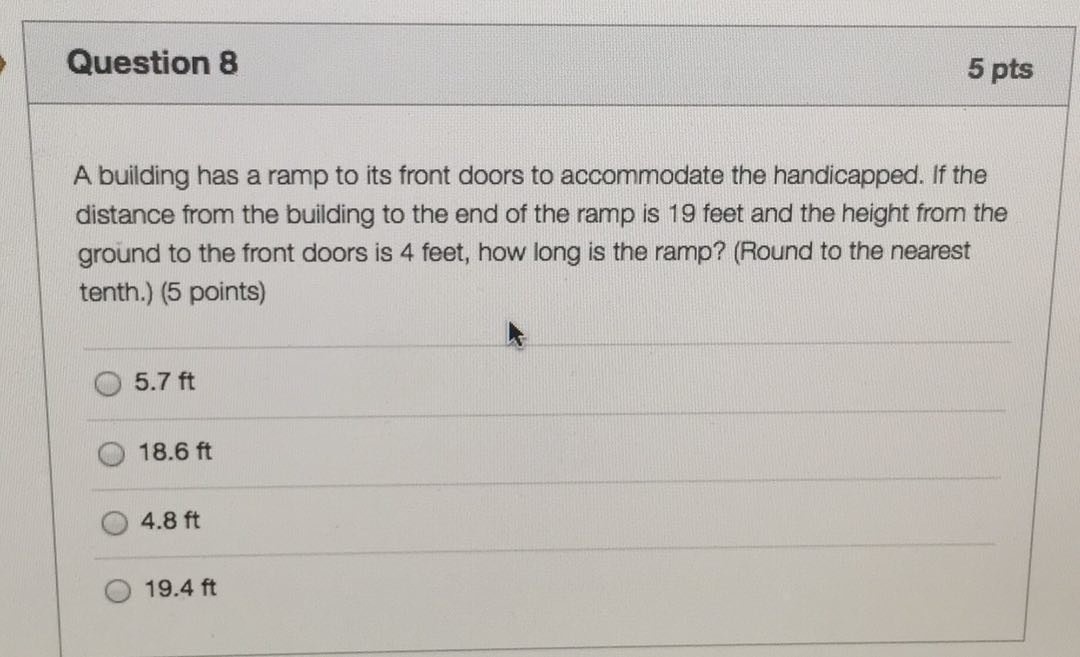 Question 8
5 pts
A building has a ramp to its front doors to accommodate the handicapped. If the
distance from the building to the end of the ramp is 19 feet and the height from the
ground to the front doors is 4 feet, how long is the ramp? (Round to the nearest
tenth.) (5 points)
5.7 ft
18.6 ft
4.8 ft
19.4 ft